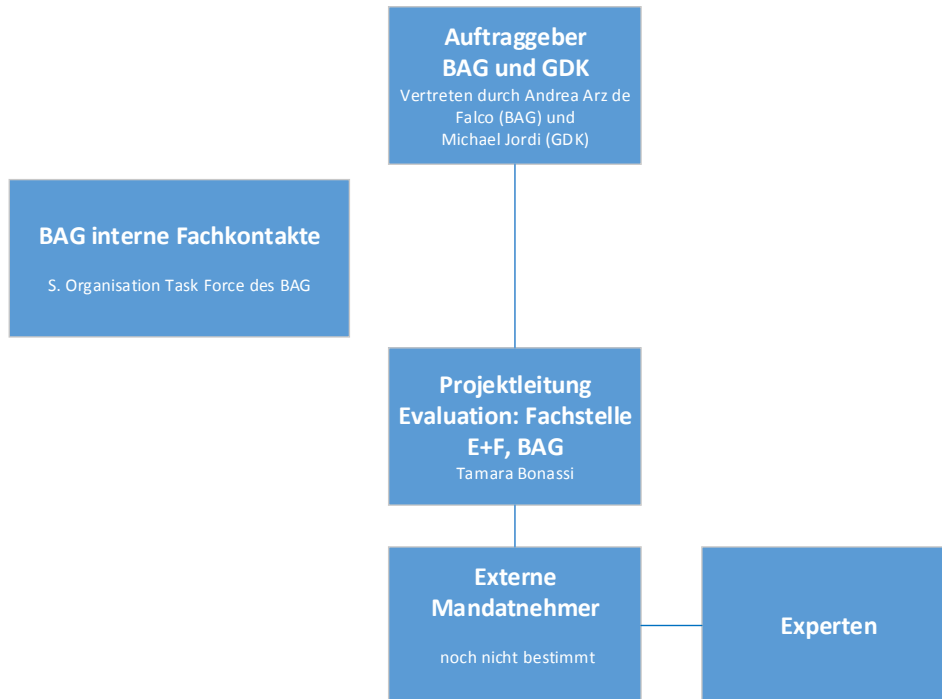 Auftraggeber
BAG und GDK
Vertreten durch Andrea Arz de
Falco (BAG) und
Michael Jordi (GDK)
BAG interne Fachkontakte
S. Organisation Task Force des BAG
Projektleitung
Evaluation: Fachstelle
E+F, BAG
Tamara Bonassi
Externe
Mandatnehmer
noch nicht bestimmt
Experten